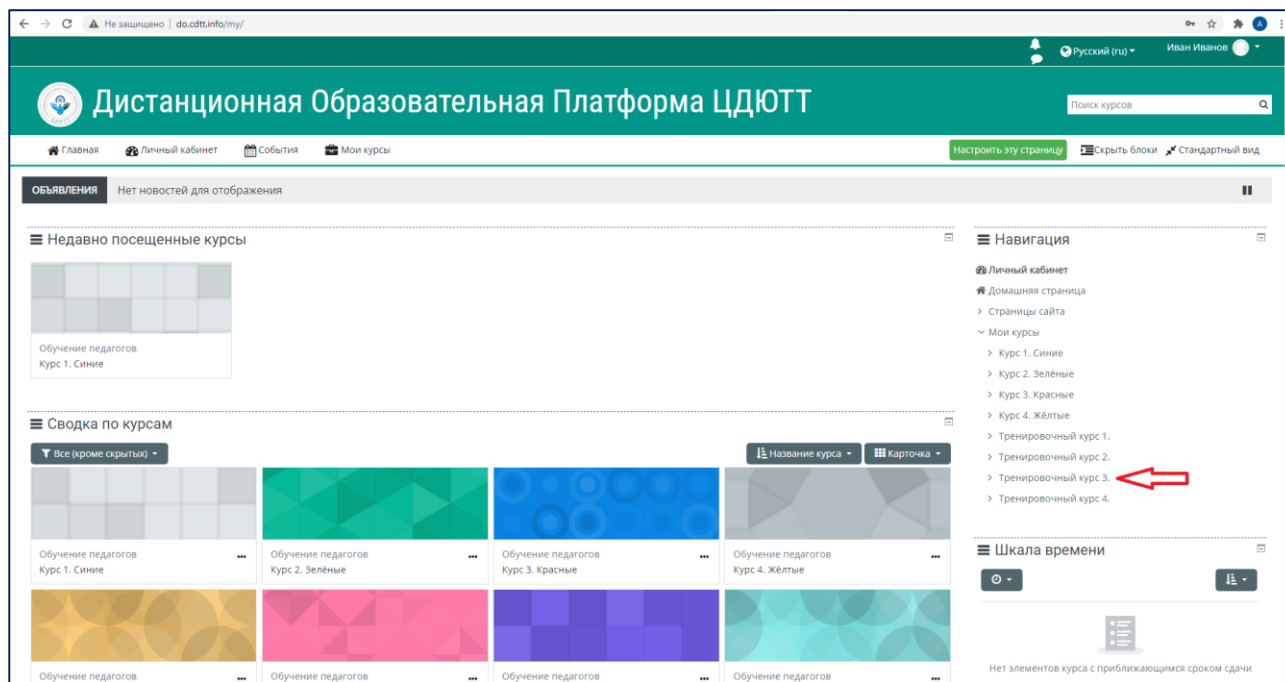 Не защищено | do.cdtt.info/my/
A
Русский (ru)
Иван Иванов
Дистанционная Образовательная Платформа ЦДЮТТ
Поиск курсов
Главная Личный кабинет События Мои курсы
Настроить эту страницу Скрыть блоки Стандартный вид
ОБЪЯВЛЕНИЯ Нет новостей для отображения
Недавно посещенные курсы
Обучение педагогов
Курс 1. Синие
Сводка по курсам
Все (кроме скрытых) Название курса Карточка
Обучение педагогов
Курс 1. Синие
Обучение педагогов
Курс 2. Зелёные
Обучение педагогов
Курс 3. Красные
Обучение педагогов
Курс 4. Жёлтые
Обучение педагогов
Обучение педагогов
Обучение педагогов
Обучение педагогов
Навигация
Личный кабинет
Домашняя страница
Страницы сайта
Мои курсы
Курс 1. Синие
Курс 2. Зелёные
Курс 3. Красные
Курс 4. Жёлтые
Тренировочный курс 1.
Тренировочный курс 2.
Тренировочный курс 3.
Тренировочный курс 4.
Шкала времени
Нет элементов курса с приближающимся сроком сдачи